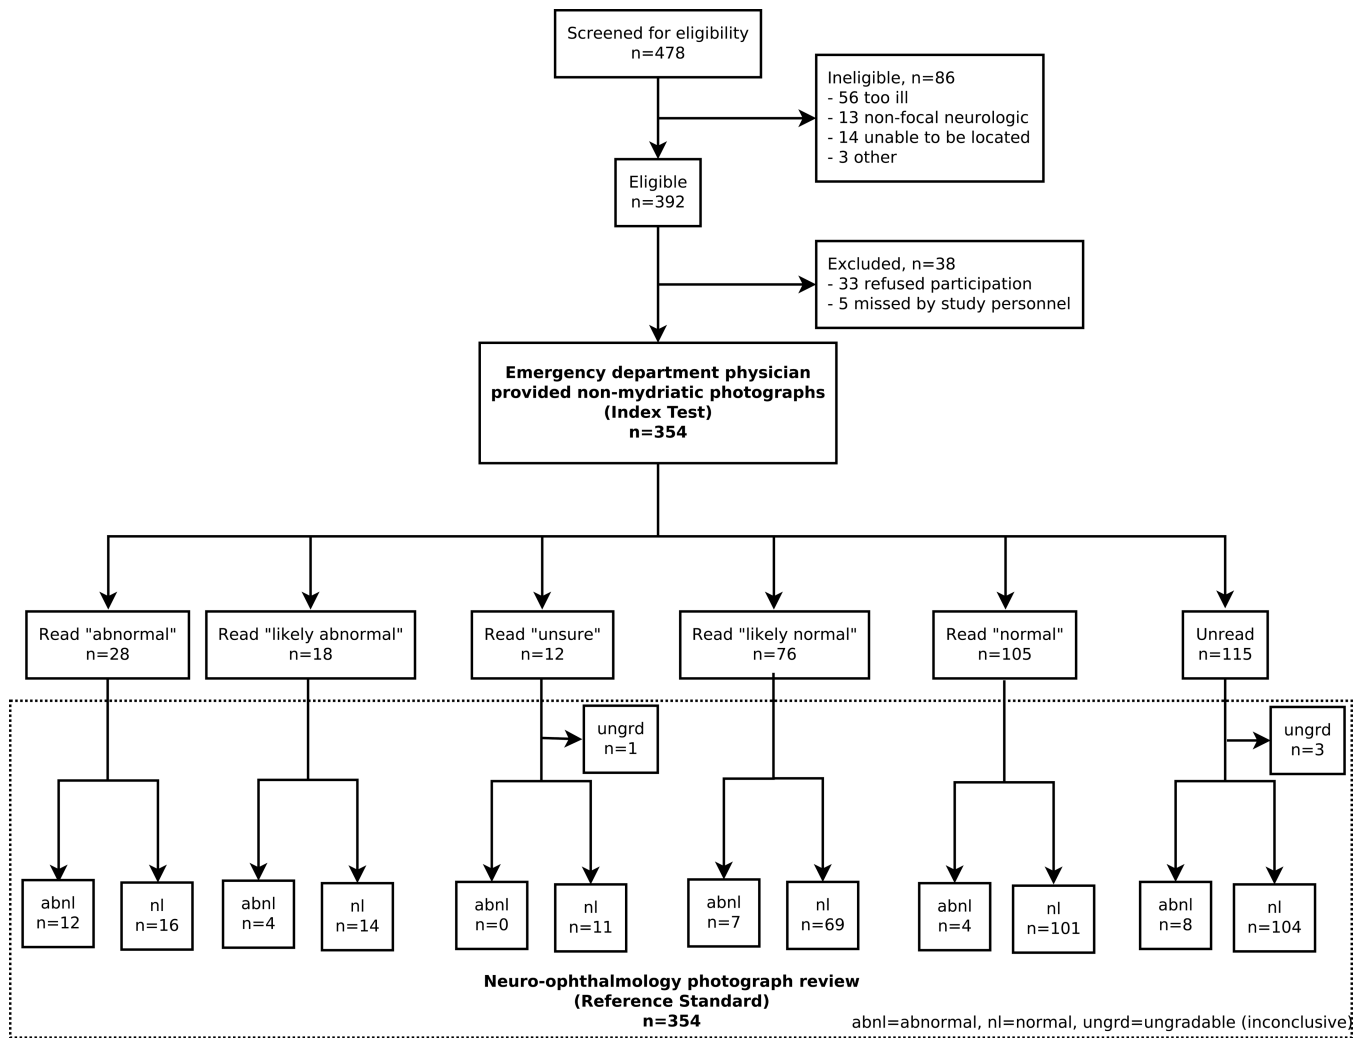 Screened for eligibility
n=478
Ineligible, n=86
- 56 too ill
- 13 non-focal neurologic
- 14 unable to be located
- 3 other
Eligible
n=392
Excluded, n=38
- 33 refused participation
- 5 missed by study personnel
Emergency department physician
provided non-mydriatic photographs
(Index Test)
n=354
Read "abnormal"
n=28
Read "likely abnormal"
n=18
Read "unsure"
n=12
Read "likely normal"
n=76
Read "normal"
n=105
Unread
n=115
ungrd
n=1
ungrd
n=3
abnl
n=12
nl
n=16
abnl
n=4
nl
n=14
abnl
n=0
nl
n=11
abnl
n=7
nl
n=69
abnl
n=4
nl
n=101
abnl
n=8
nl
n=104
Neuro-ophthalmology photograph review
(Reference Standard)
n=354
abnl=abnormal, nl=normal, ungrd=ungradable (inconclusive)